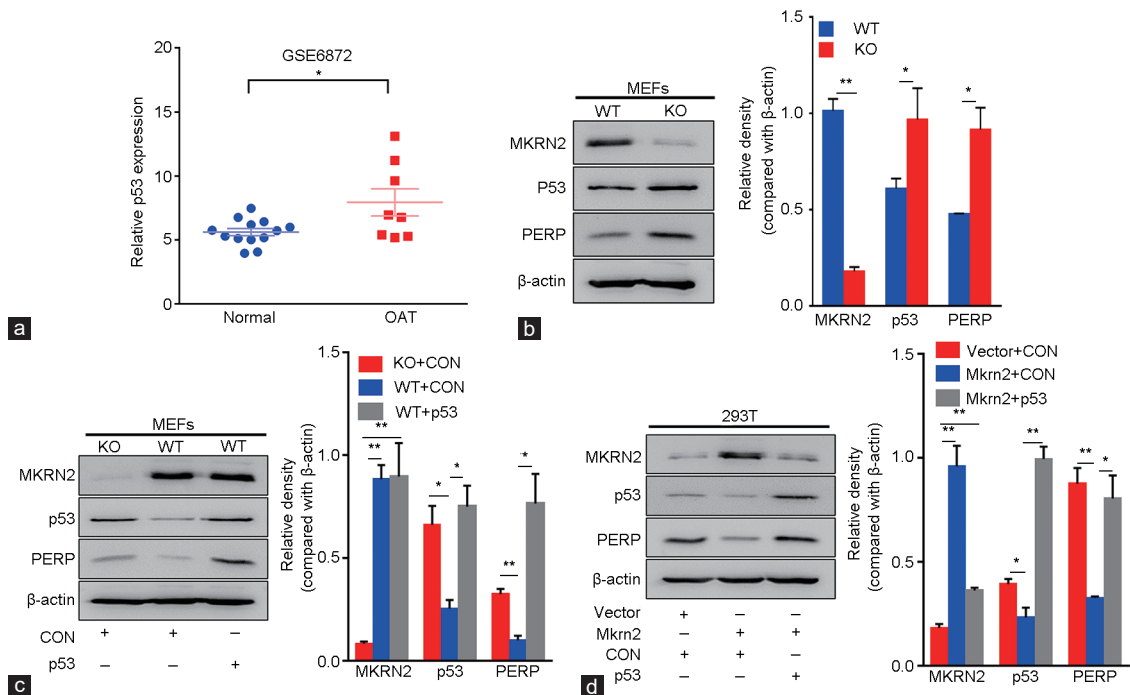 GSE6872
*
20
15
10
5
0
Relative p53 expression
Normal OAT
a
MEFs
WT KO
MKRN2
P53
PERP
β-actin
WT
KO
1.5
1.0
0.5
0.0
Relative density
(compared with β-actin)
** * *
MKRN2 p53 PERP
b
MEFs
KO WT WT
MKRN2
p53
PERP
β-actin
CON + + –
p53 – – +
KO+CON
WT+CON
WT+p53
1.5
1.0
0.5
0.0
Relative density
(compared with β-actin)
**
**
* *
** *
MKRN2 p53 PERP
c
293T
MKRN2
p53
PERP
β-actin
Vector + – –
Mkrn2 – + +
CON + + –
p53 – – +
Vector+CON
Mkrn2+CON
Mkrn2+p53
1.5
1.0
0.5
0.0
Relative density
(compared with β-actin)
**
**
* **
** *
MKRN2 p53 PERP
d